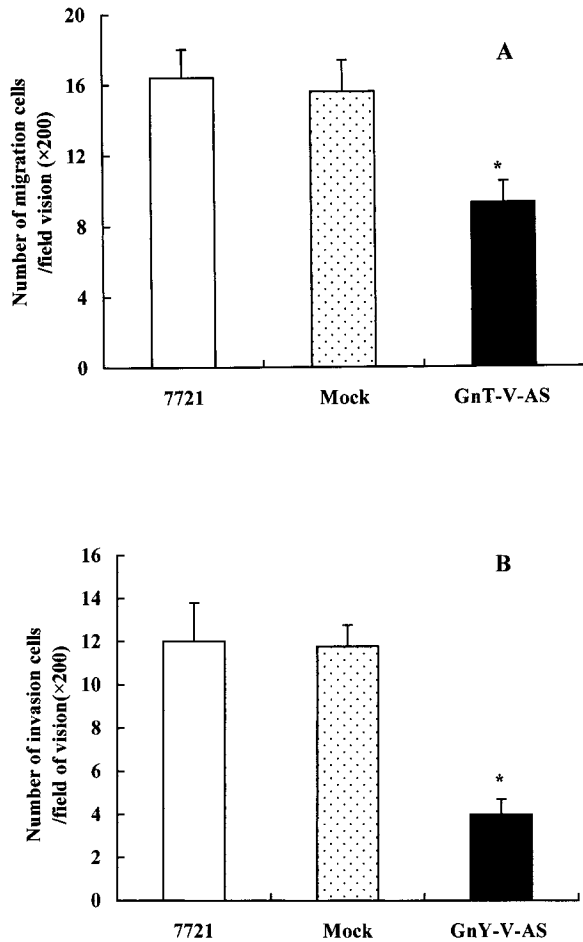 A
Number of migration cells
/field vision (×200)
20
16
12
8
4
0
*
7721 Mock GnT-V-AS
B
Number of invasion cells
/field of vision(×200)
16
14
12
10
8
6
4
2
0
*
7721 Mock GnY-V-AS